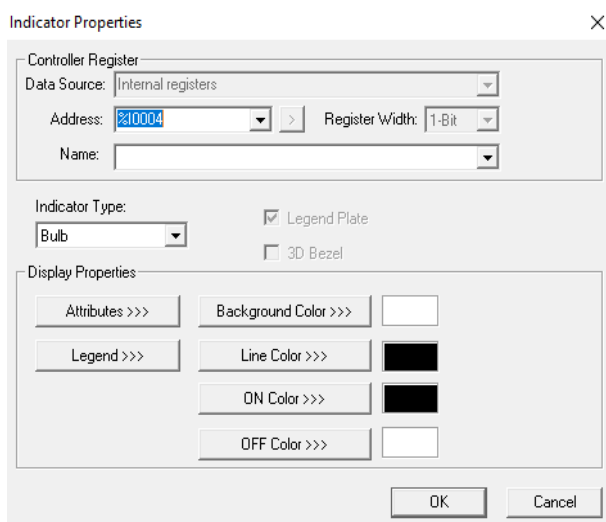 Indicator Properties
Controller Register
Data Source: Internal registers
Address: %I0004 > Register Width: 1-Bit
Name:
Indicator Type:
Bulb
Legend Plate
3D Bezel
Display Properties
Attributes >>> Background Color >>>
Legend >>> Line Color >>>
ON Color >>>
OFF Color >>>
OK Cancel